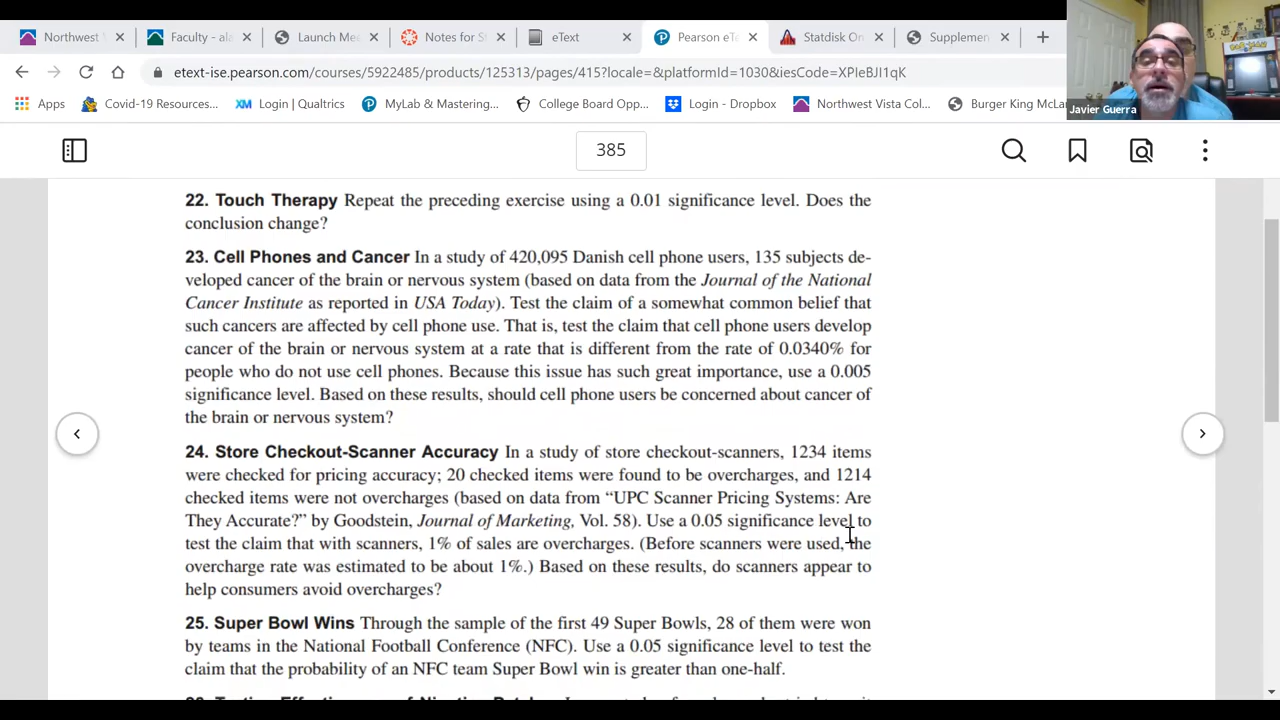 Northwest
Faculty - ala
Launch Mee
Notes for S
eText
Pearson eTe
Statdisk On
Supplemen
etext-ise.pearson.com/courses/5922485/products/125313/pages/415?locale=&platformId=1030&iesCode=XPIeBJI1qK
Javier Guerra
Apps
Covid-19 Resources...
XM Login | Qualtrics
MyLab & Mastering...
College Board Opp...
Login - Dropbox
Northwest Vista Col...
Burger King McLar
385
22. Touch Therapy Repeat the preceding exercise using a 0.01 significance level. Does the
conclusion change?
23. Cell Phones and Cancer In a study of 420,095 Danish cell phone users, 135 subjects de-
veloped cancer of the brain or nervous system (based on data from the Journal of the National
Cancer Institute as reported in USA Today). Test the claim of a somewhat common belief that
such cancers are affected by cell phone use. That is, test the claim that cell phone users develop
cancer of the brain or nervous system at a rate that is different from the rate of 0.0340% for
people who do not use cell phones. Because this issue has such great importance, use a 0.005
significance level. Based on these results, should cell phone users be concerned about cancer of
the brain or nervous system?
24. Store Checkout-Scanner Accuracy In a study of store checkout-scanners, 1234 items
were checked for pricing accuracy; 20 checked items were found to be overcharges, and 1214
checked items were not overcharges (based on data from “UPC Scanner Pricing Systems: Are
They Accurate?” by Goodstein, Journal of Marketing, Vol. 58). Use a 0.05 significance level to
test the claim that with scanners, 1% of sales are overcharges. (Before scanners were used, the
overcharge rate was estimated to be about 1%.) Based on these results, do scanners appear to
help consumers avoid overcharges?
25. Super Bowl Wins Through the sample of the first 49 Super Bowls, 28 of them were won
by teams in the National Football Conference (NFC). Use a 0.05 significance level to test the
claim that the probability of an NFC team Super Bowl win is greater than one-half.